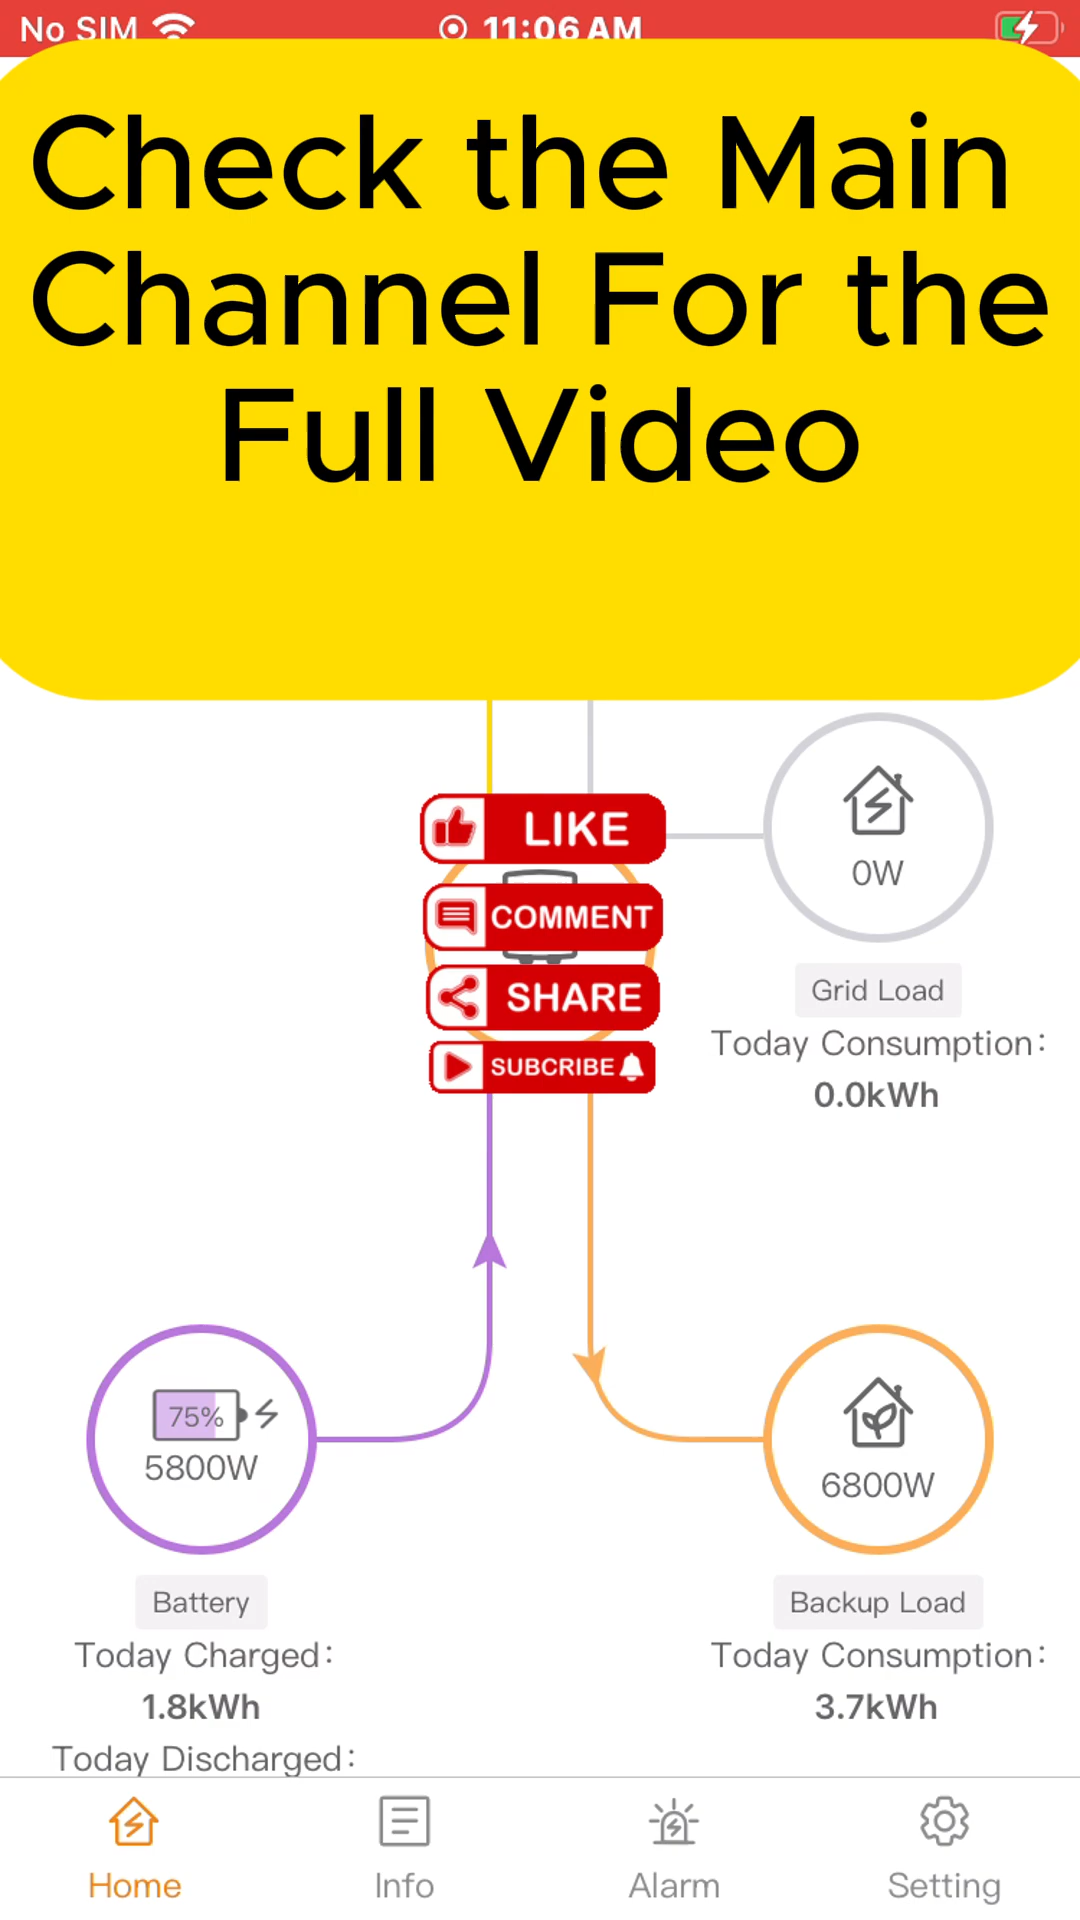 No SIM
11:06 AM
Check the Main
Channel For the
Full Video
LIKE
0W
COMMENT
SHARE
Grid Load
SUBCRIBE
Today Consumption:
0.0kWh
75%
5800W
6800W
Battery
Backup Load
Today Charged:
Today Consumption:
1.8kWh
3.7kWh
Today Discharged:
Home
Info
Alarm
Setting